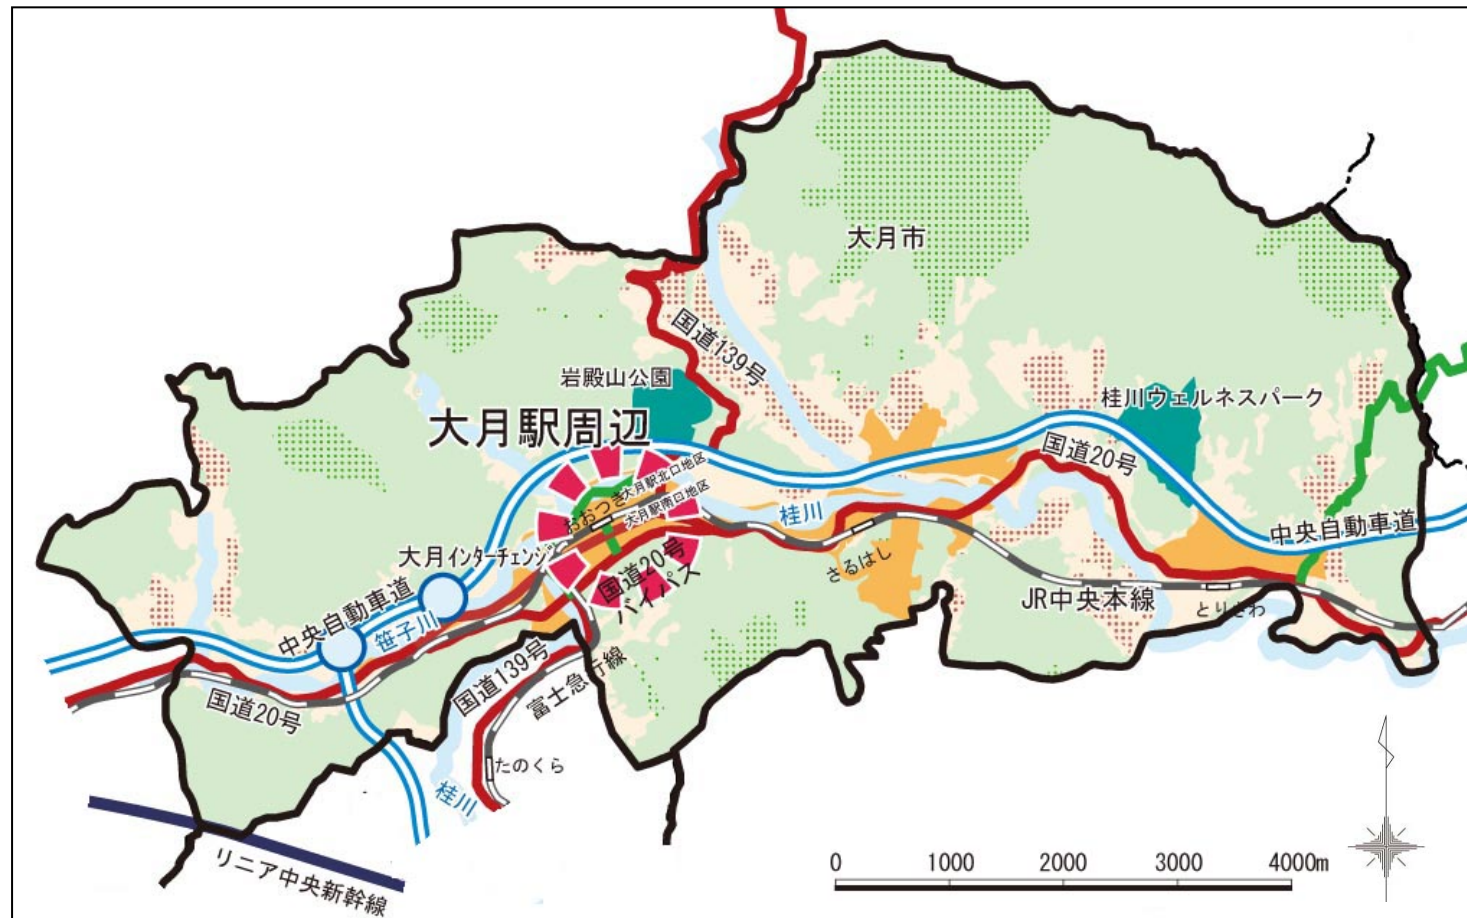 大月市
国道139号
岩殿山公園
大月駅周辺
桂川ウェルネスパーク
国道20号
大月駅北口地区
おおつき
大月駅南口地区
桂川
中央自動車道
大月インターチェンジ
国道20号
バイパス
さるはし
JR中央本線
とりさわ
中央自動車道
笹子川
国道20号
国道139号
富士急行線
たのくら
桂川
リニア中央新幹線
0 1000 2000 3000 4000m